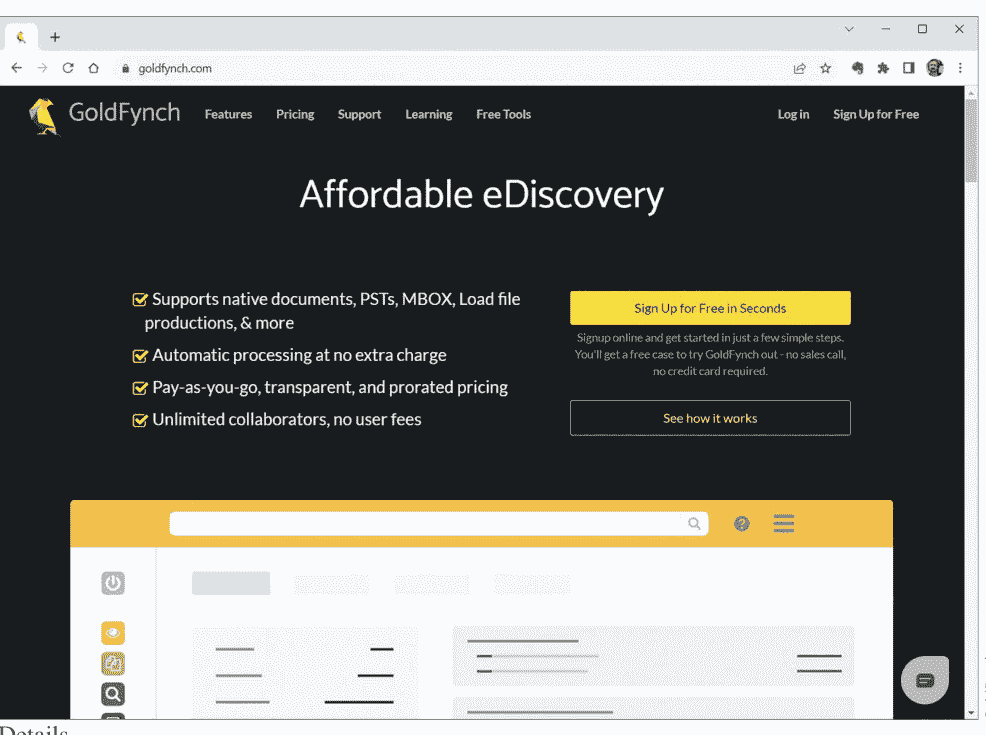 goldfynch.com
GoldFynch Features Pricing Support Learning Free Tools Log in Sign Up for Free
Affordable eDiscovery
Supports native documents, PSTs, MBOX, Load file
productions, & more
Automatic processing at no extra charge
Pay-as-you-go, transparent, and prorated pricing
Unlimited collaborators, no user fees
Sign Up for Free in Seconds
Signup online and get started in just a few simple steps.
You'll get a free case to try GoldFynch out - no sales call,
no credit card required.
See how it works
Details